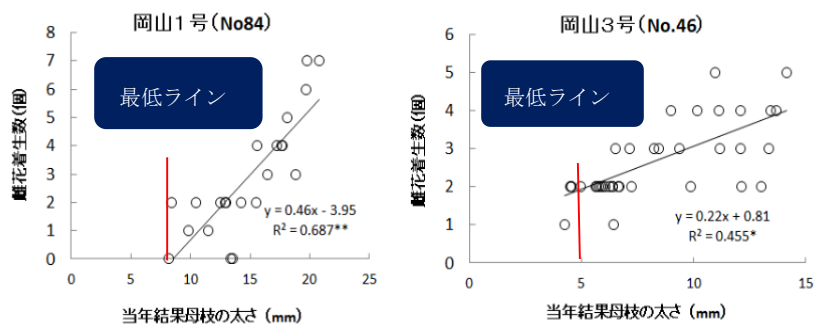 岡山１号(No84)
最低ライン
雌花着生数(個)
8
7
6
5
4
3
2
1
0
y = 0.46x - 3.95
R² = 0.687**
0 5 10 15 20 25
当年結果母枝の太さ（mm）
岡山３号(No.46)
最低ライン
雌花着生数(個)
6
5
4
3
2
1
0
y = 0.22x + 0.81
R² = 0.455*
0 5 10 15
当年結果母枝の太さ（mm）